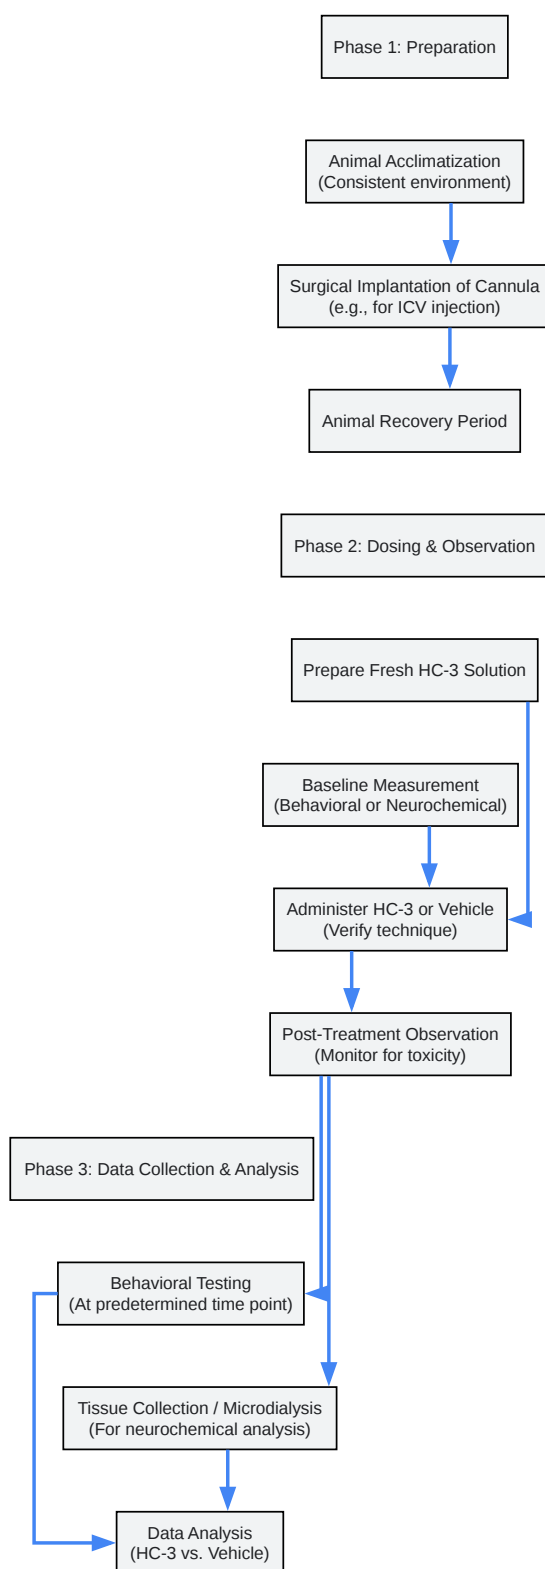 Phase 1: Preparation
Animal Acclimatization
(Consistent environment)
Surgical Implantation of Cannula
(e.g., for ICV injection)
Animal Recovery Period
Phase 2: Dosing & Observation
Prepare Fresh HC-3 Solution
Baseline Measurement
(Behavioral or Neurochemical)
Administer HC-3 or Vehicle
(Verify technique)
Post-Treatment Observation
(Monitor for toxicity)
Phase 3: Data Collection & Analysis
Behavioral Testing
(At predetermined time point)
Tissue Collection / Microdialysis
(For neurochemical analysis)
Data Analysis
(HC-3 vs. Vehicle)